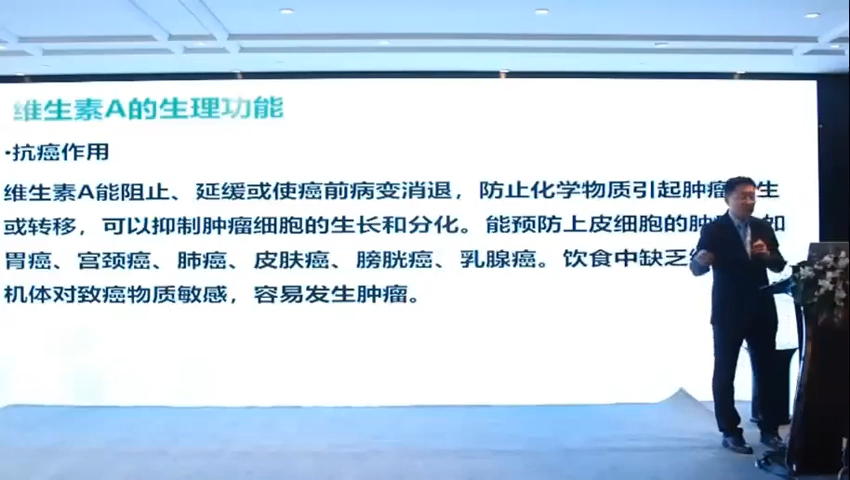 维生素A的生理功能
·抗癌作用
维生素A能阻止、延缓或使癌前病变消退，防止化学物质引起肿瘤 生
或转移，可以抑制肿瘤细胞的生长和分化。能预防上皮细胞的肿 如
胃癌、宫颈癌、肺癌、皮肤癌、膀胱癌、乳腺癌。饮食中缺乏
机体对致癌物质敏感，容易发生肿瘤。